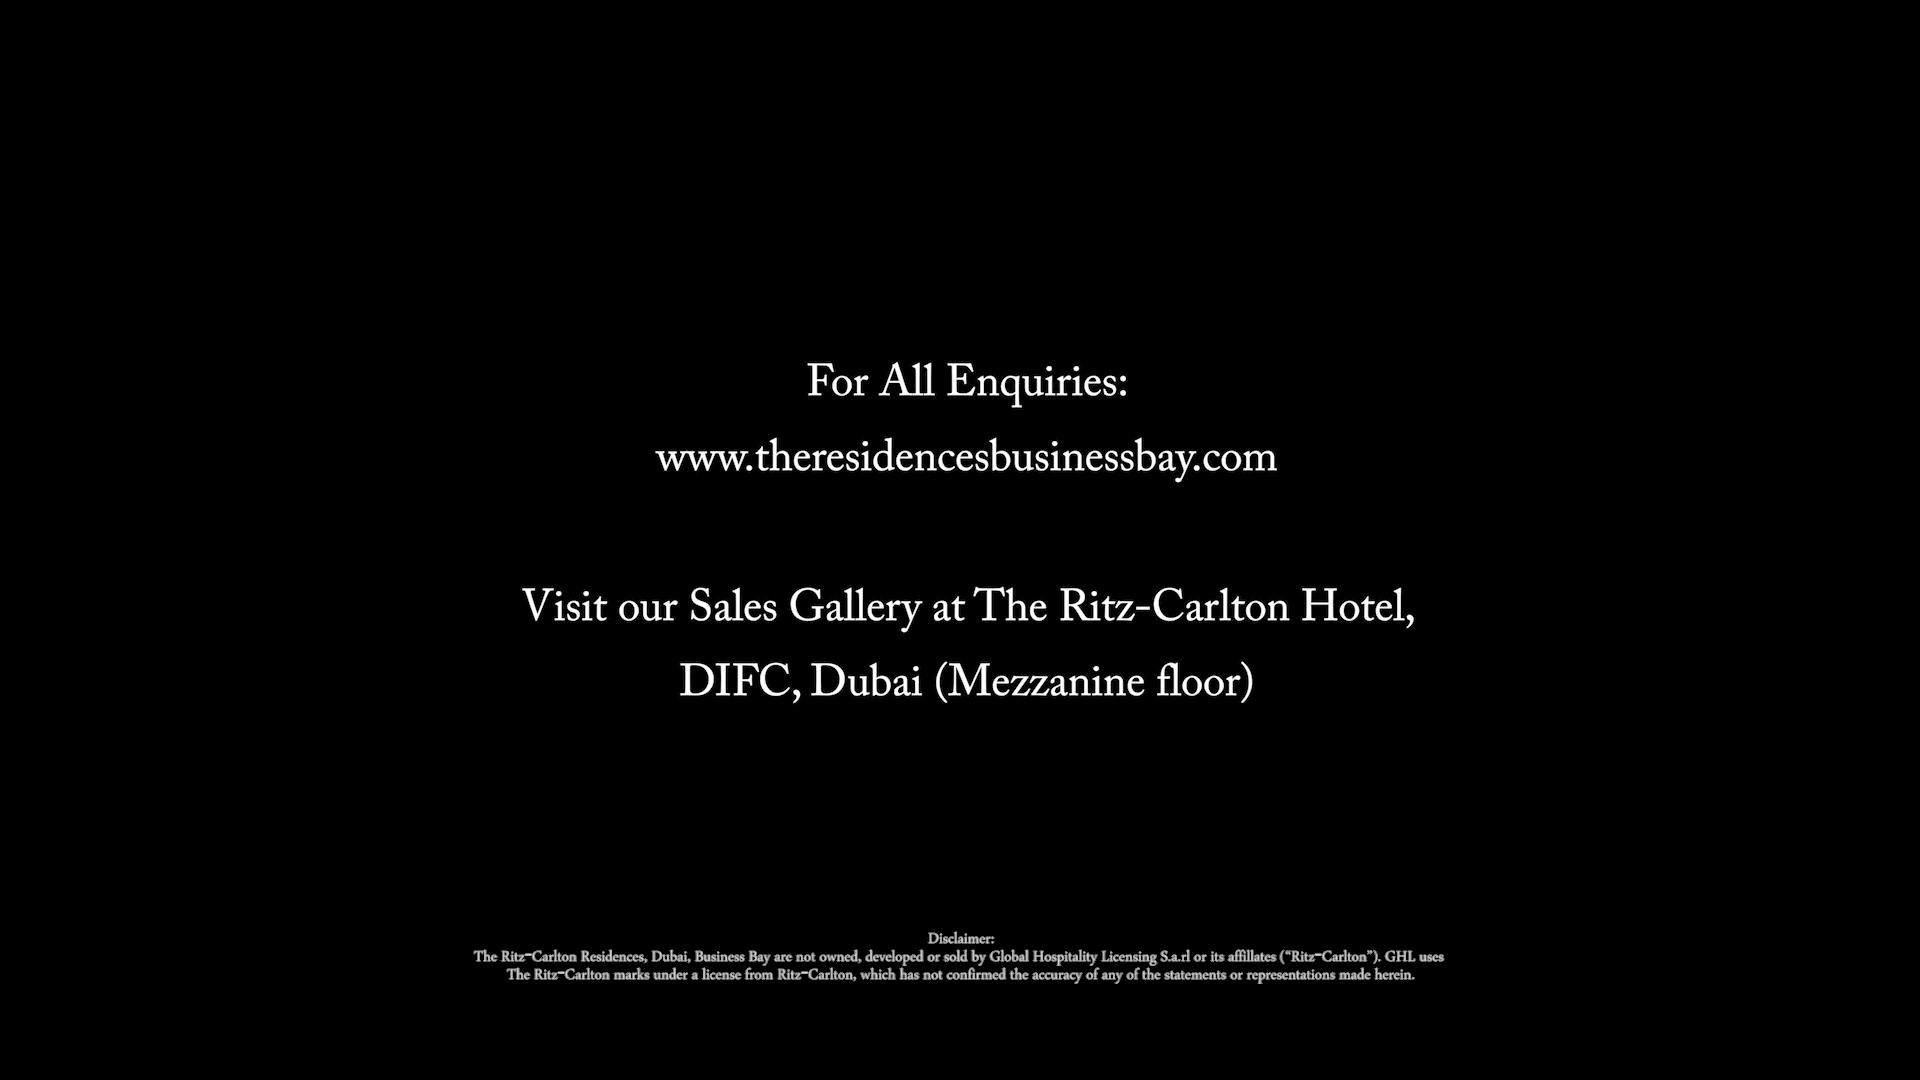 For All Enquiries:
www.theresidencesbusinessbay.com
Visit our Sales Gallery at The Ritz-Carlton Hotel,
DIFC, Dubai (Mezzanine floor)
Disclaimer:
The Ritz-Carlton Residences, Dubai, Business Bay are not owned, developed or sold by Global Hospitality Licensing S.a.rl or its affillates (“Ritz-Carlton”). GHL uses
The Ritz-Carlton marks under a license from Ritz-Carlton, which has not confirmed the accuracy of any of the statements or representations made herein.